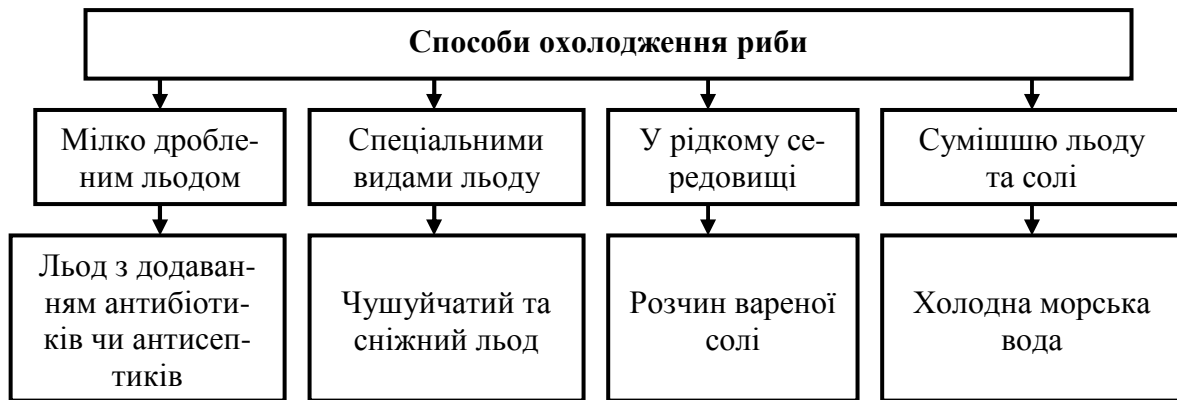 Способи охолодження риби
Мілко дробле-
ним льодом
Спеціальними
видами льоду
У рідкому се-
редовищі
Сумішшю льоду
та солі
Льод з додаван-
ням антибіоти-
ків чи антисеп-
тиків
Чушуйчатий та
сніжний льод
Розчин вареної
солі
Холодна морська
вода